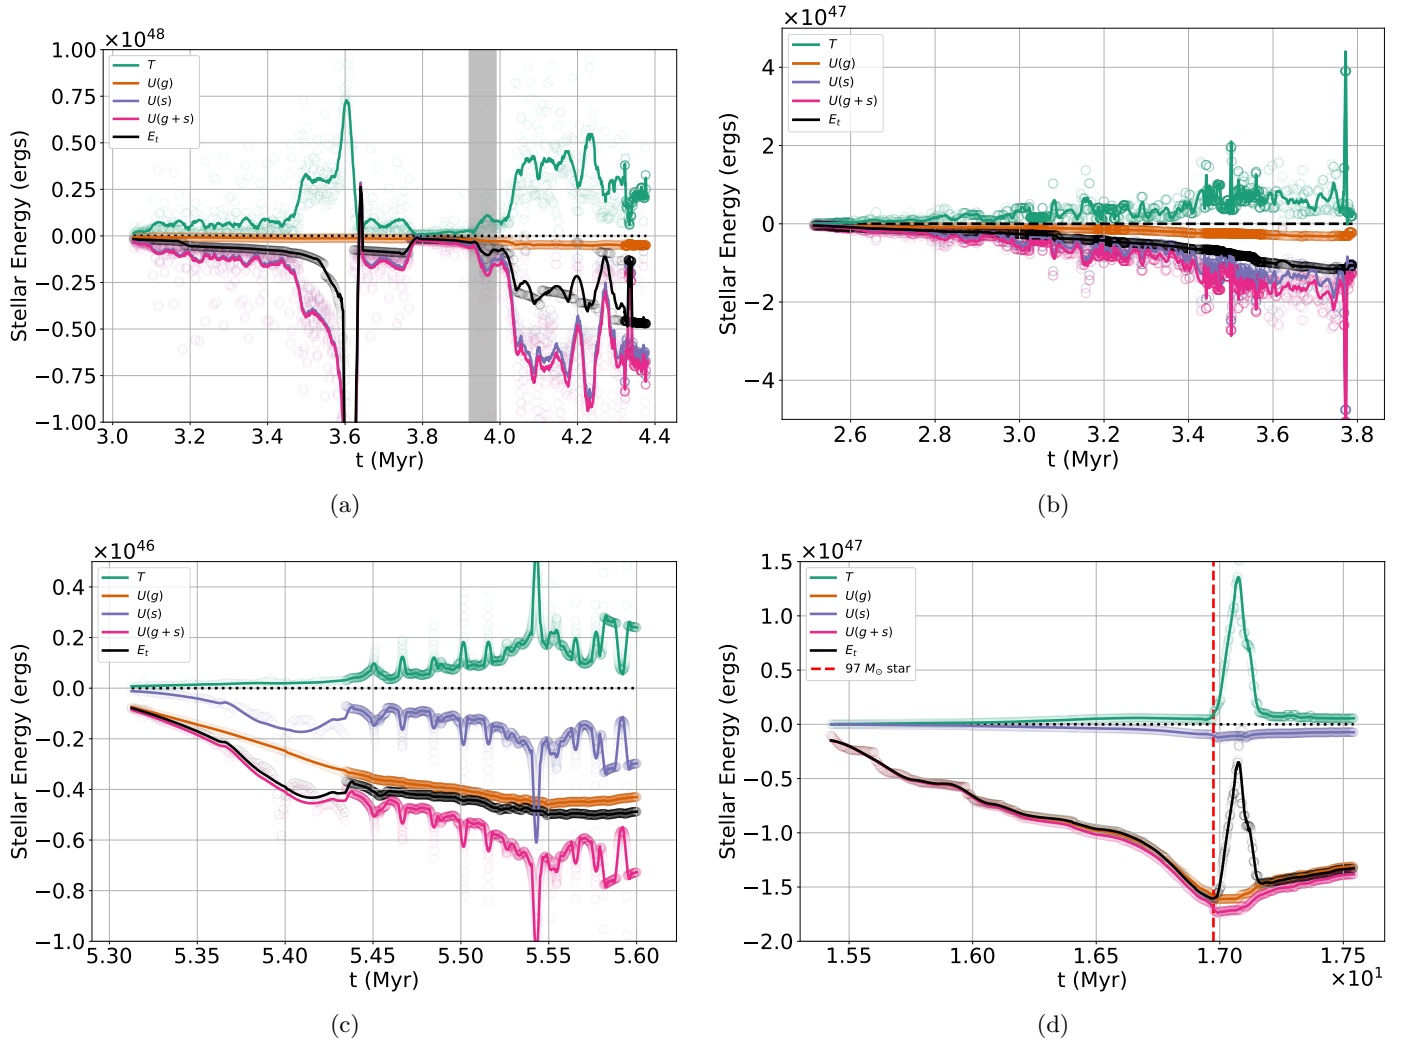 ×10^48
1.00
0.75
0.50
0.25
0.00
−0.25
−0.50
−0.75
−1.00
Stellar Energy (ergs)
T
U(g)
U(s)
U(g + s)
E_t
3.0 3.2 3.4 3.6 3.8 4.0 4.2 4.4
t (Myr)
(a)
×10^47
4
2
0
−2
−4
Stellar Energy (ergs)
T
U(g)
U(s)
U(g + s)
E_t
2.6 2.8 3.0 3.2 3.4 3.6 3.8
t (Myr)
(b)
×10^46
0.4
0.2
0.0
−0.2
−0.4
−0.6
−0.8
−1.0
Stellar Energy (ergs)
T
U(g)
U(s)
U(g + s)
E_t
5.30 5.35 5.40 5.45 5.50 5.55 5.60
t (Myr)
(c)
×10^47
1.5
1.0
0.5
0.0
−0.5
−1.0
−1.5
−2.0
Stellar Energy (ergs)
T
U(g)
U(s)
U(g + s)
E_t
97 M⊙ star
1.55 1.60 1.65 1.70 1.75
×10^1
t (Myr)
(d)